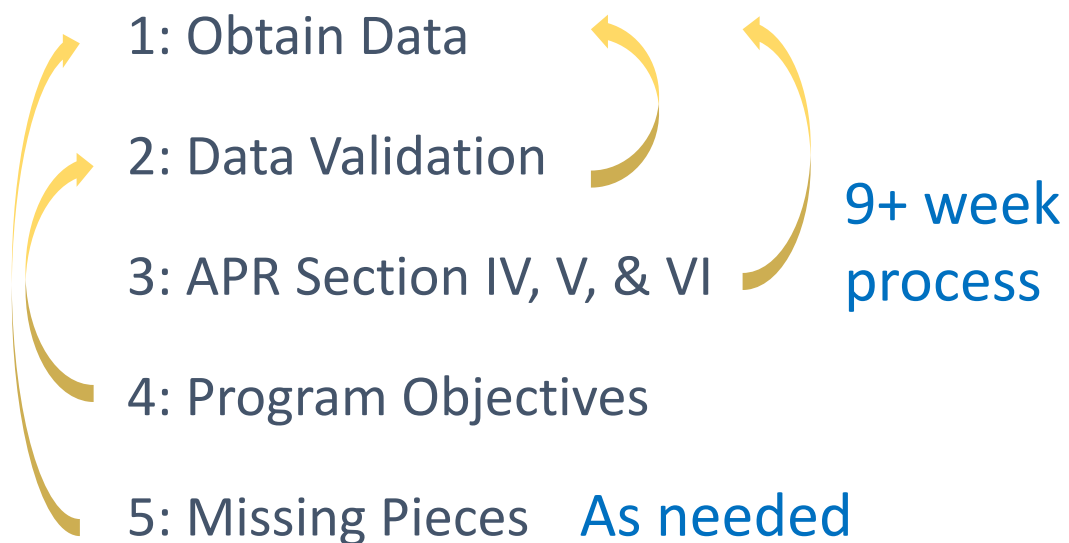 1: Obtain Data
2: Data Validation
3: APR Section IV, V, & VI
9+ week
process
4: Program Objectives
5: Missing Pieces As needed